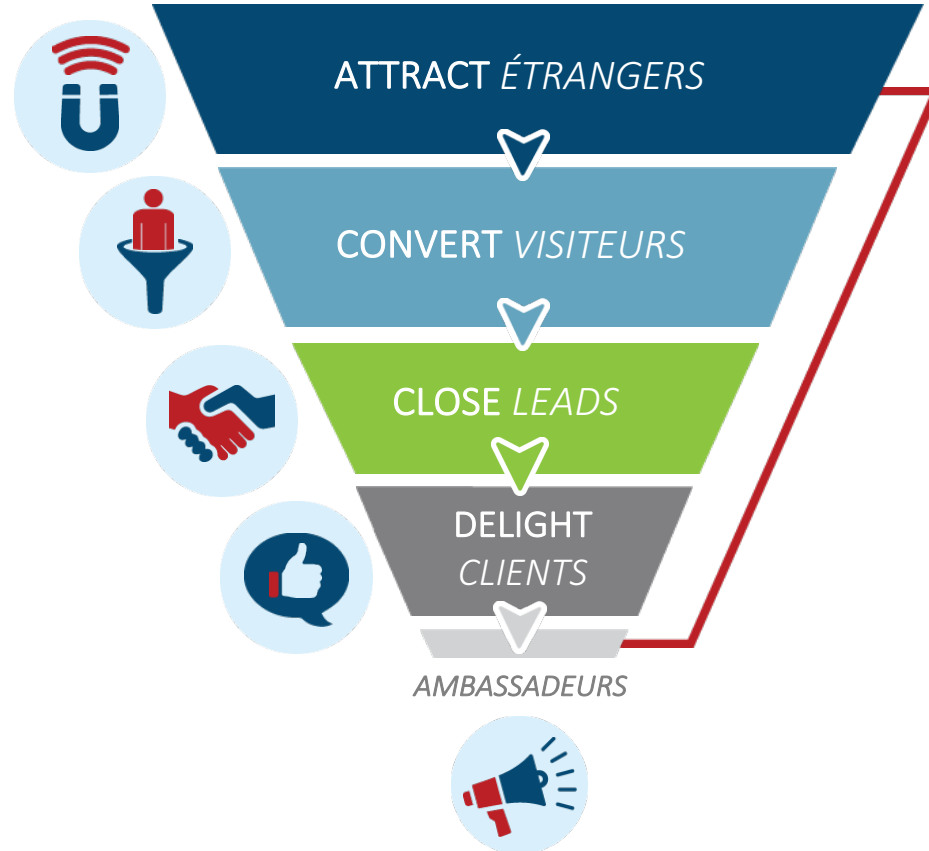 ATTRACT ÉTRANGERS
CONVERT VISITEURS
CLOSE LEADS
DELIGHT
CLIENTS
AMBASSADEURS